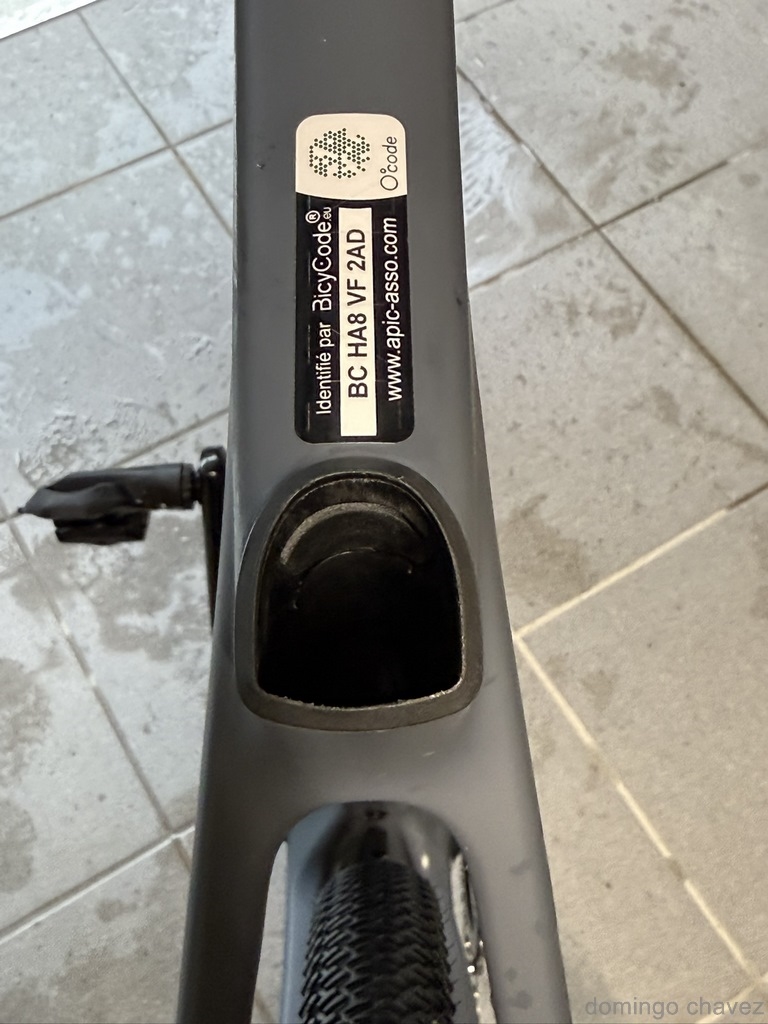 O°code
Identifié par BicyCode®.eu
BC HA8 VF 2AD
www.apic-asso.com
domingo chavez